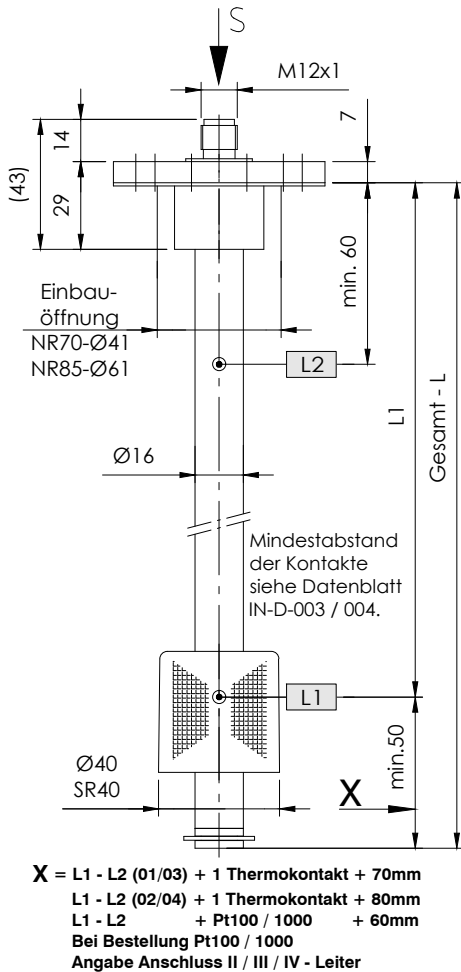 S
M12x1
7
14
(43)
29
min. 60
Einbau-
öffnung
NR70-Ø41
NR85-Ø61
L2
L1
Gesamt - L
Ø16
Mindestabstand
der Kontakte
siehe Datenblatt
IN-D-003 / 004.
L1
Ø40
SR40
X
min.50
X = L1 - L2 (01/03) + 1 Thermokontakt + 70mm
L1 - L2 (02/04) + 1 Thermokontakt + 80mm
L1 - L2 + Pt100 / 1000 + 60mm
Bei Bestellung Pt100 / 1000
Angabe Anschluss II / III / IV - Leiter